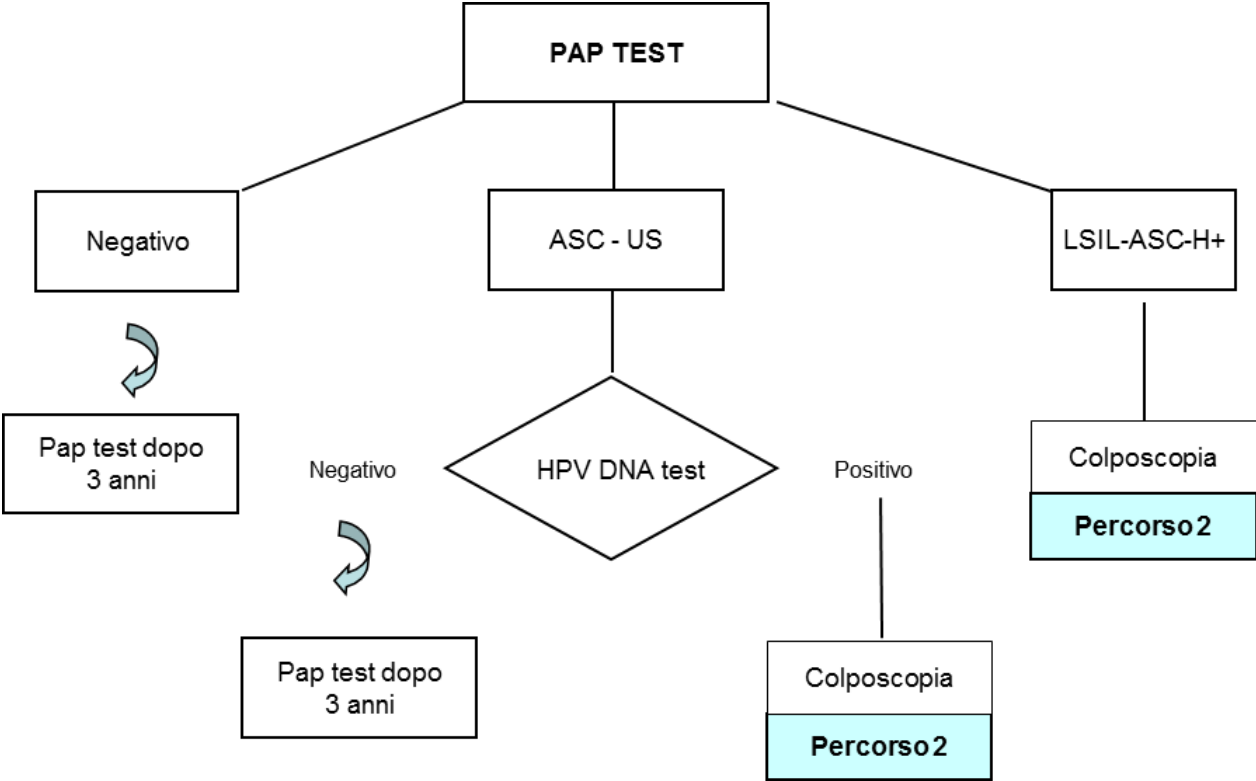 PAP TEST
Negativo
ASC - US
LSIL-ASC-H+
Pap test dopo
3 anni
Negativo
HPV DNA test
Positivo
Colposcopia
Percorso 2
Pap test dopo
3 anni
Colposcopia
Percorso 2